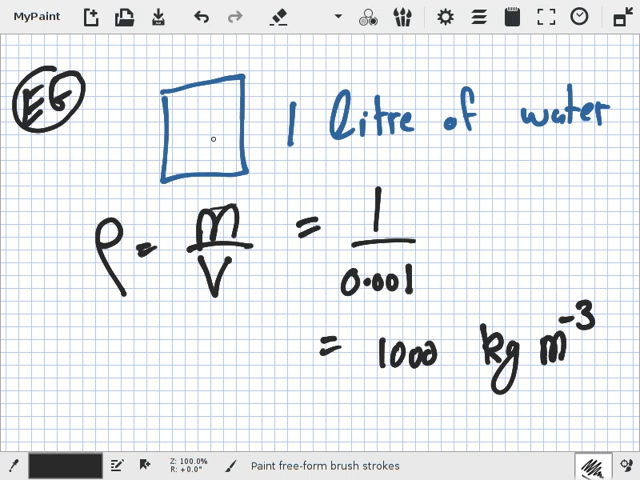 MyPaint
EG
1 litre of water
ρ = m/V = 1/0.001
= 1000 kg m⁻³
Z: 100.0%
R: +0.0°
Paint free-form brush strokes